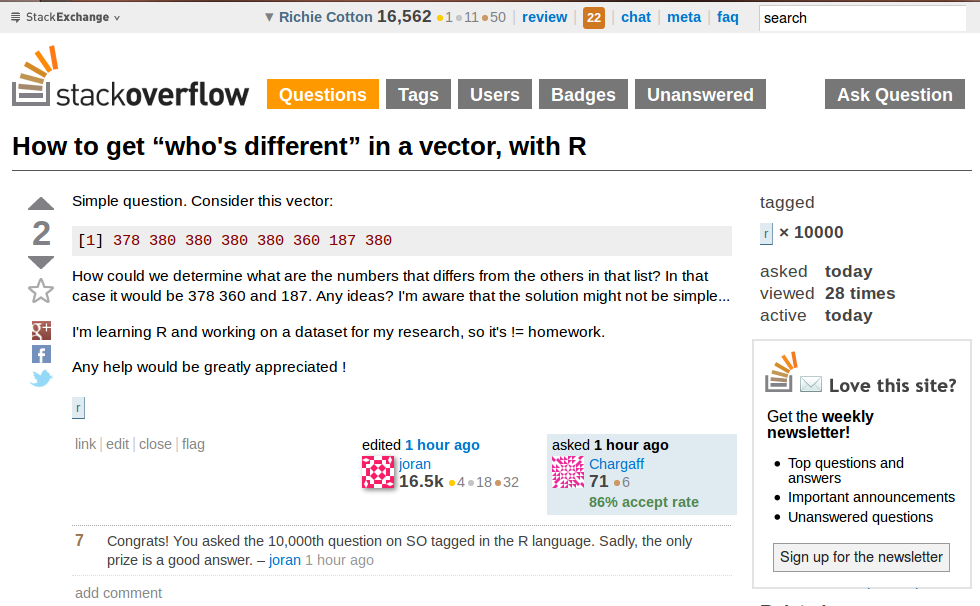 StackExchange
Richie Cotton 16,562 1 11 50 review 22 chat meta faq
search
stackoverflow
Questions Tags Users Badges Unanswered Ask Question
How to get “who's different” in a vector, with R
2
Simple question. Consider this vector:
[1] 378 380 380 380 380 360 187 380
How could we determine what are the numbers that differs from the others in that list? In that
case it would be 378 360 and 187. Any ideas? I'm aware that the solution might not be simple...
I'm learning R and working on a dataset for my research, so it's != homework.
Any help would be greatly appreciated !
r
link edit close flag
edited 1 hour ago
joran
16.5k 4 18 32
asked 1 hour ago
Chargaff
71 6
86% accept rate
7 Congrats! You asked the 10,000th question on SO tagged in the R language. Sadly, the only
prize is a good answer. – joran 1 hour ago
add comment
tagged
r × 10000
asked today
viewed 28 times
active today
Love this site?
Get the weekly
newsletter!
Top questions and
answers
Important announcements
Unanswered questions
Sign up for the newsletter